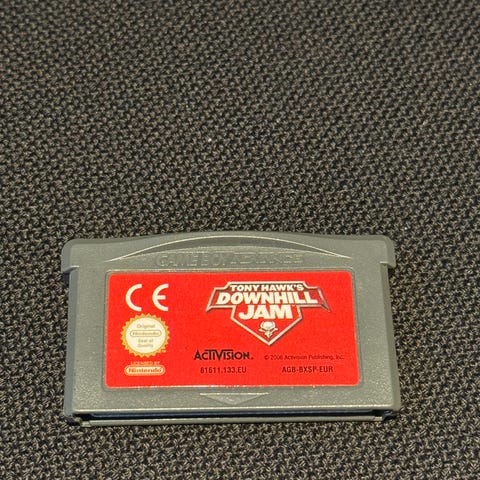 GAME BOY ADVANCE
CE
TONY HAWK'S
DOWNHILL
JAM
Original
Nintendo
Seal of
Quality
LICENSED BY
Nintendo
ACTIVISION.
© 2006 Activision Publishing, Inc.
81611.133.EU
AGB-BXSP-EUR